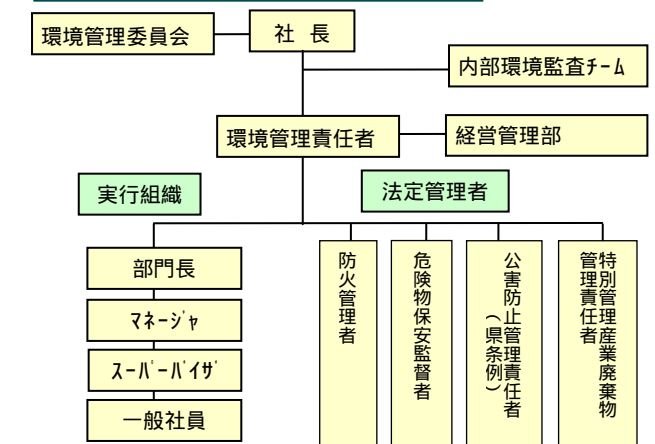 環境管理委員会
社 長
内部環境監査ﾁｰﾑ
環境管理責任者
経営管理部
実行組織
法定管理者
部門長
ﾏﾈｰｼﾞｬ
ｽｰﾊﾟｰﾊﾞｲｻﾞ
一般社員
防火管理者
危険物保安監督者
公害防止管理責任者
(県条例)
特別管理産業廃棄物
管理責任者